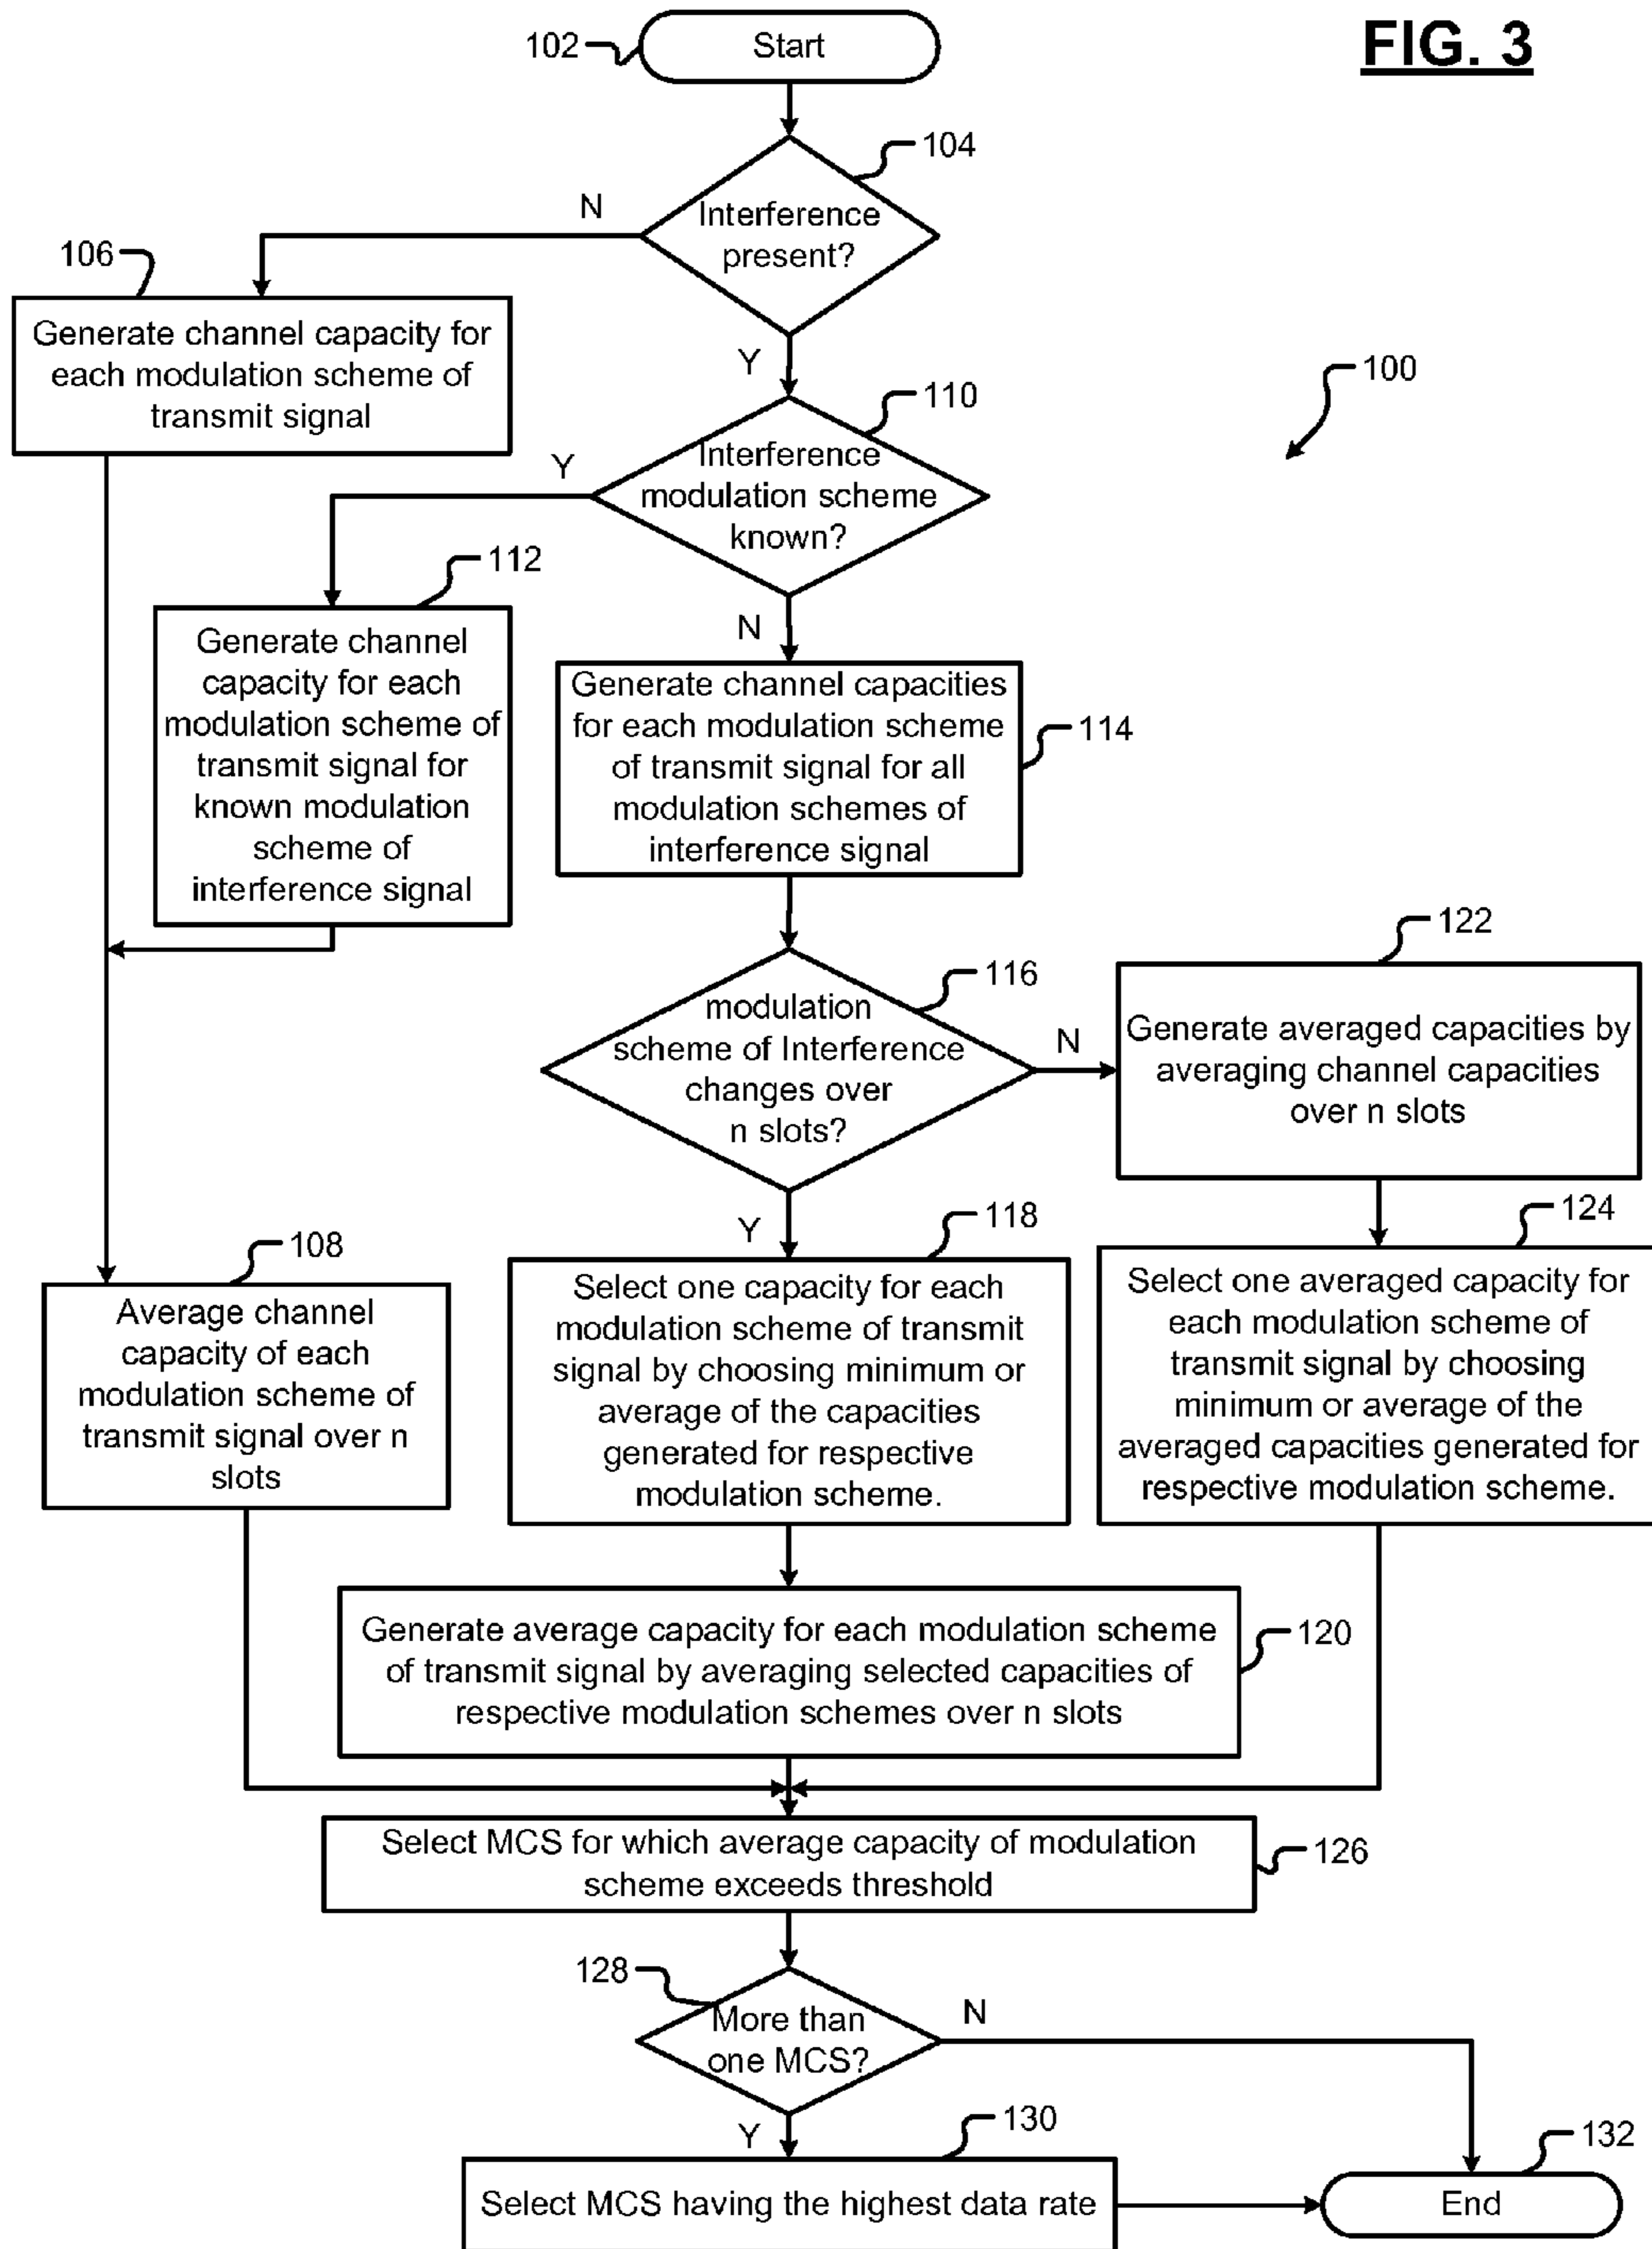 FIG. 3
102
Start
104
Interference
present?
N
Y
106
Generate channel capacity for
each modulation scheme of
transmit signal
100
110
Interference
modulation scheme
known?
Y
N
112
Generate channel
capacity for each
modulation scheme of
transmit signal for
known modulation
scheme of
interference signal
Generate channel capacities
for each modulation scheme
of transmit signal for all
modulation schemes of
interference signal
114
116
modulation
scheme of Interference
changes over
n slots?
N
Y
122
Generate averaged capacities by
averaging channel capacities
over n slots
108
Average channel
capacity of each
modulation scheme of
transmit signal over n
slots
118
Select one capacity for each
modulation scheme of transmit
signal by choosing minimum or
average of the capacities
generated for respective
modulation scheme.
124
Select one averaged capacity for
each modulation scheme of
transmit signal by choosing
minimum or average of the
averaged capacities generated for
respective modulation scheme.
Generate average capacity for each modulation scheme
of transmit signal by averaging selected capacities of
respective modulation schemes over n slots
120
Select MCS for which average capacity of modulation
scheme exceeds threshold
126
128
More than
one MCS?
N
Y
130
Select MCS having the highest data rate
132
End